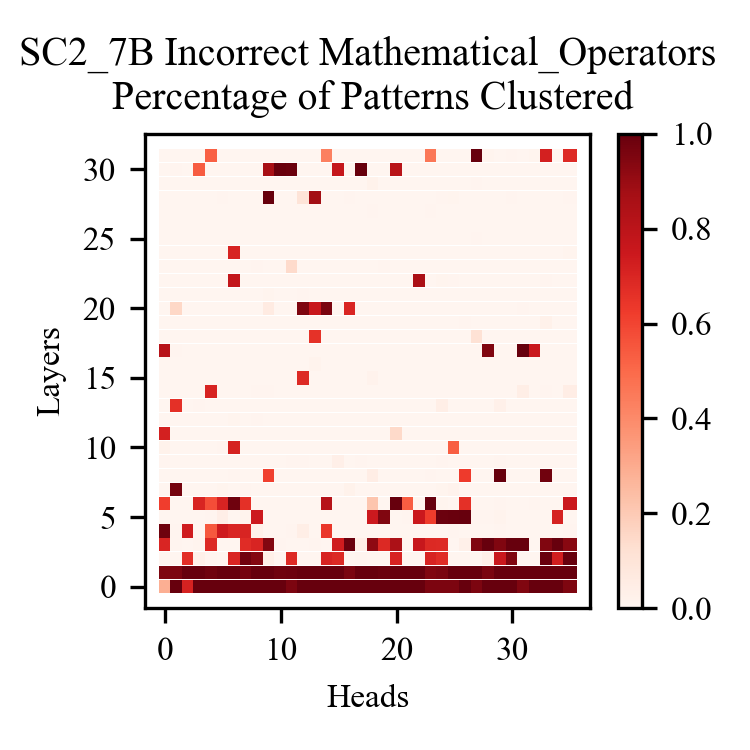 SC2_7B Incorrect Mathematical_Operators
Percentage of Patterns Clustered
1.0
30
0.8
25
20
0.6
Layers
15
0.4
10
5
0.2
0
0.0
0 10 20 30
Heads